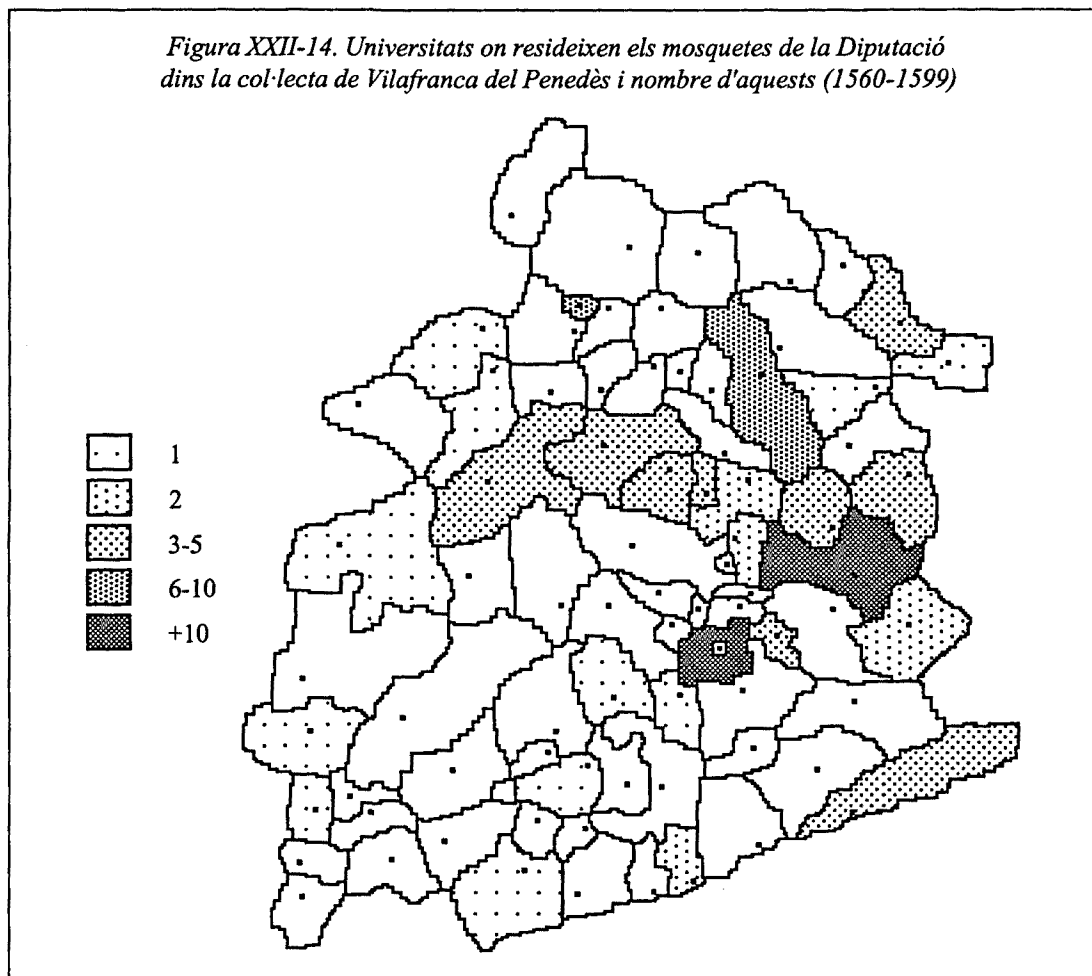 Figura XXII-14. Universitats on resideixen els mosquetes de la Diputació
dins la col·lecta de Vilafranca del Penedès i nombre d'aquests (1560-1599)
1
2
3-5
6-10
+10